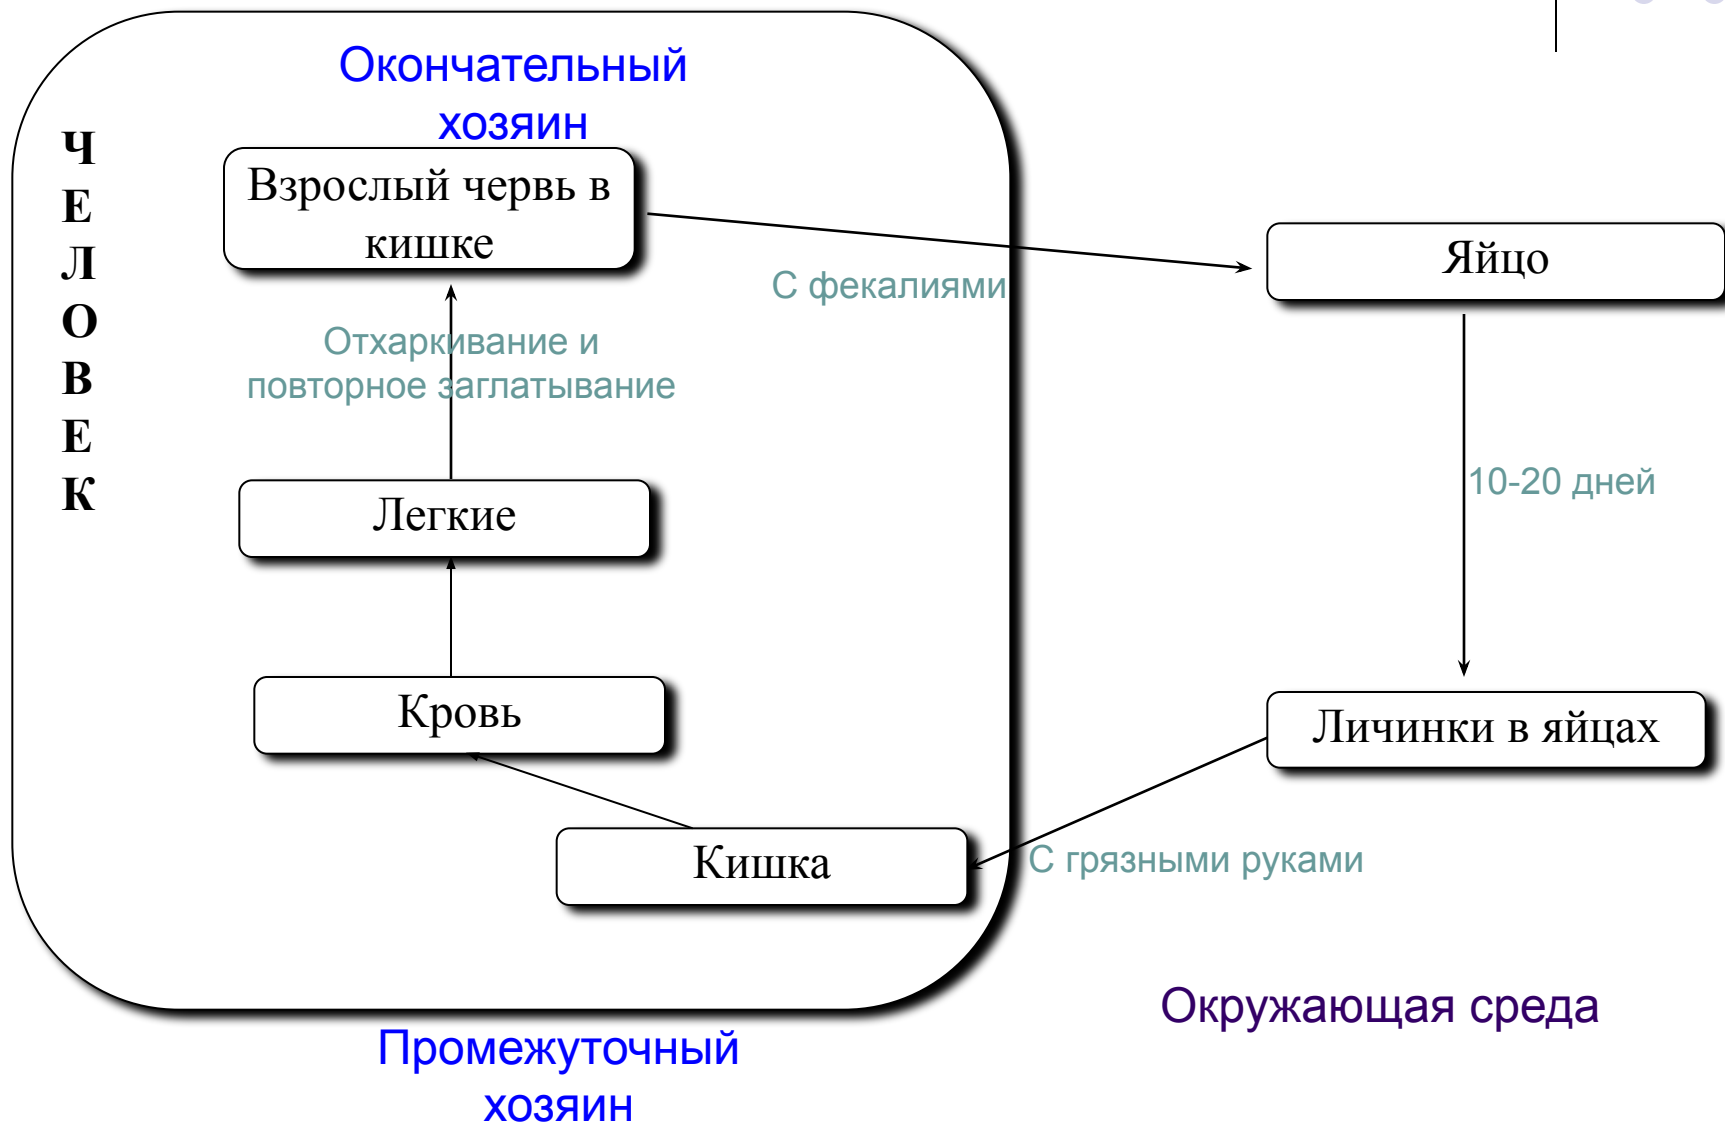 Окончательный
хозяин
Ч
Е
Л
О
В
Е
К
Взрослый червь в
кишке
С фекалиями
Яйцо
Отхаркивание и
повторное заглатывание
10-20 дней
Легкие
Кровь
Личинки в яйцах
Кишка
С грязными руками
Окружающая среда
Промежуточный
хозяин